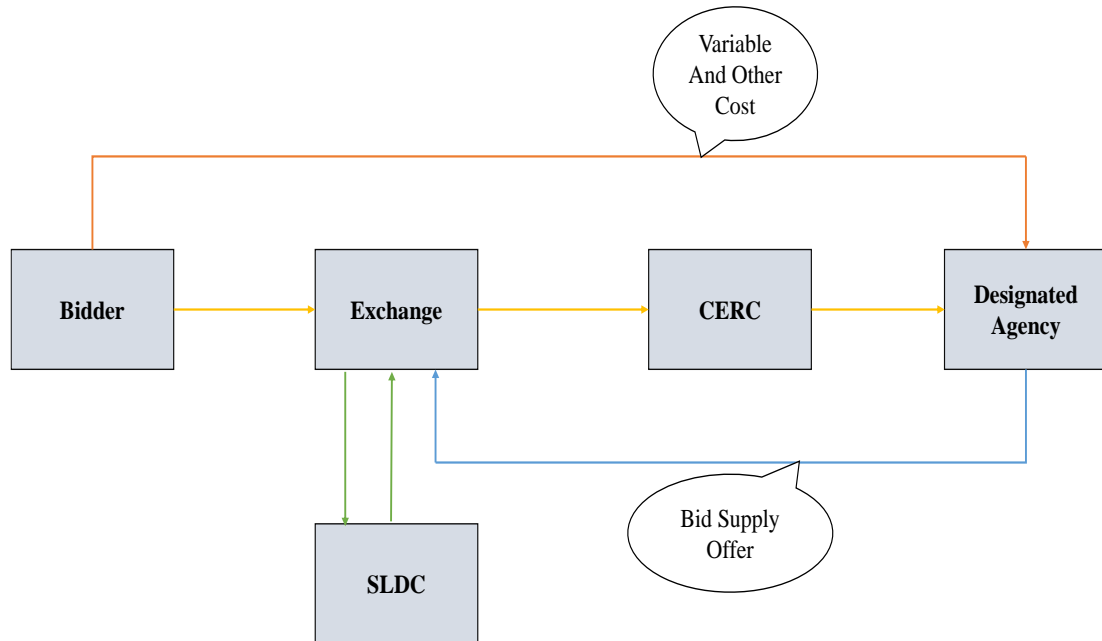 Variable
And Other
Cost
Bidder
Exchange
CERC
Designated
Agency
Bid Supply
Offer
SLDC